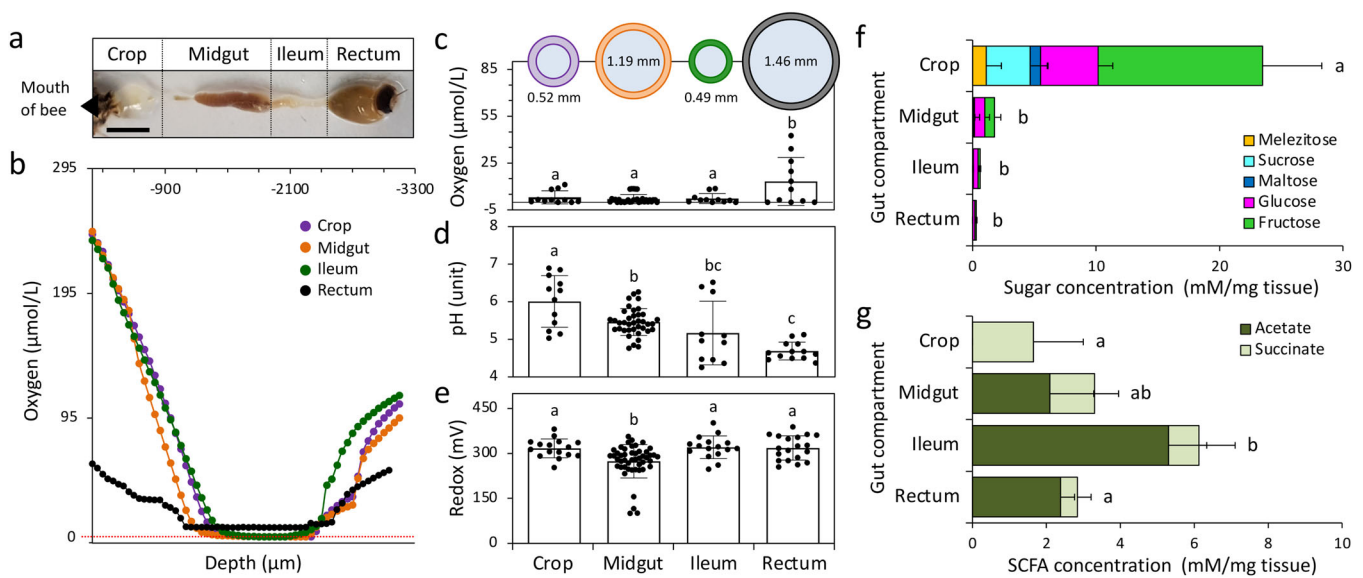 a
Crop Midgut Ileum Rectum
Mouth
of bee
b
295
195
95
0
-900 -2100 -3300
Crop
Midgut
Ileum
Rectum
Oxygen (µmol/L)
Depth (µm)
c
0.52 mm
1.19 mm
0.49 mm
1.46 mm
85
55
25
-5
Oxygen (µmol/L)
a a a b
d
8
7
6
5
4
pH (unit)
a b bc c
e
450
300
150
0
Redox (mV)
a b a a
Crop Midgut Ileum Rectum
f
Gut compartment
Crop
Midgut
Ileum
Rectum
a
b
b
b
Melezitose
Sucrose
Maltose
Glucose
Fructose
0 10 20 30
Sugar concentration (mM/mg tissue)
g
Gut compartment
Crop
Midgut
Ileum
Rectum
a
ab
b
a
Acetate
Succinate
0 2 4 6 8 10
SCFA concentration (mM/mg tissue)